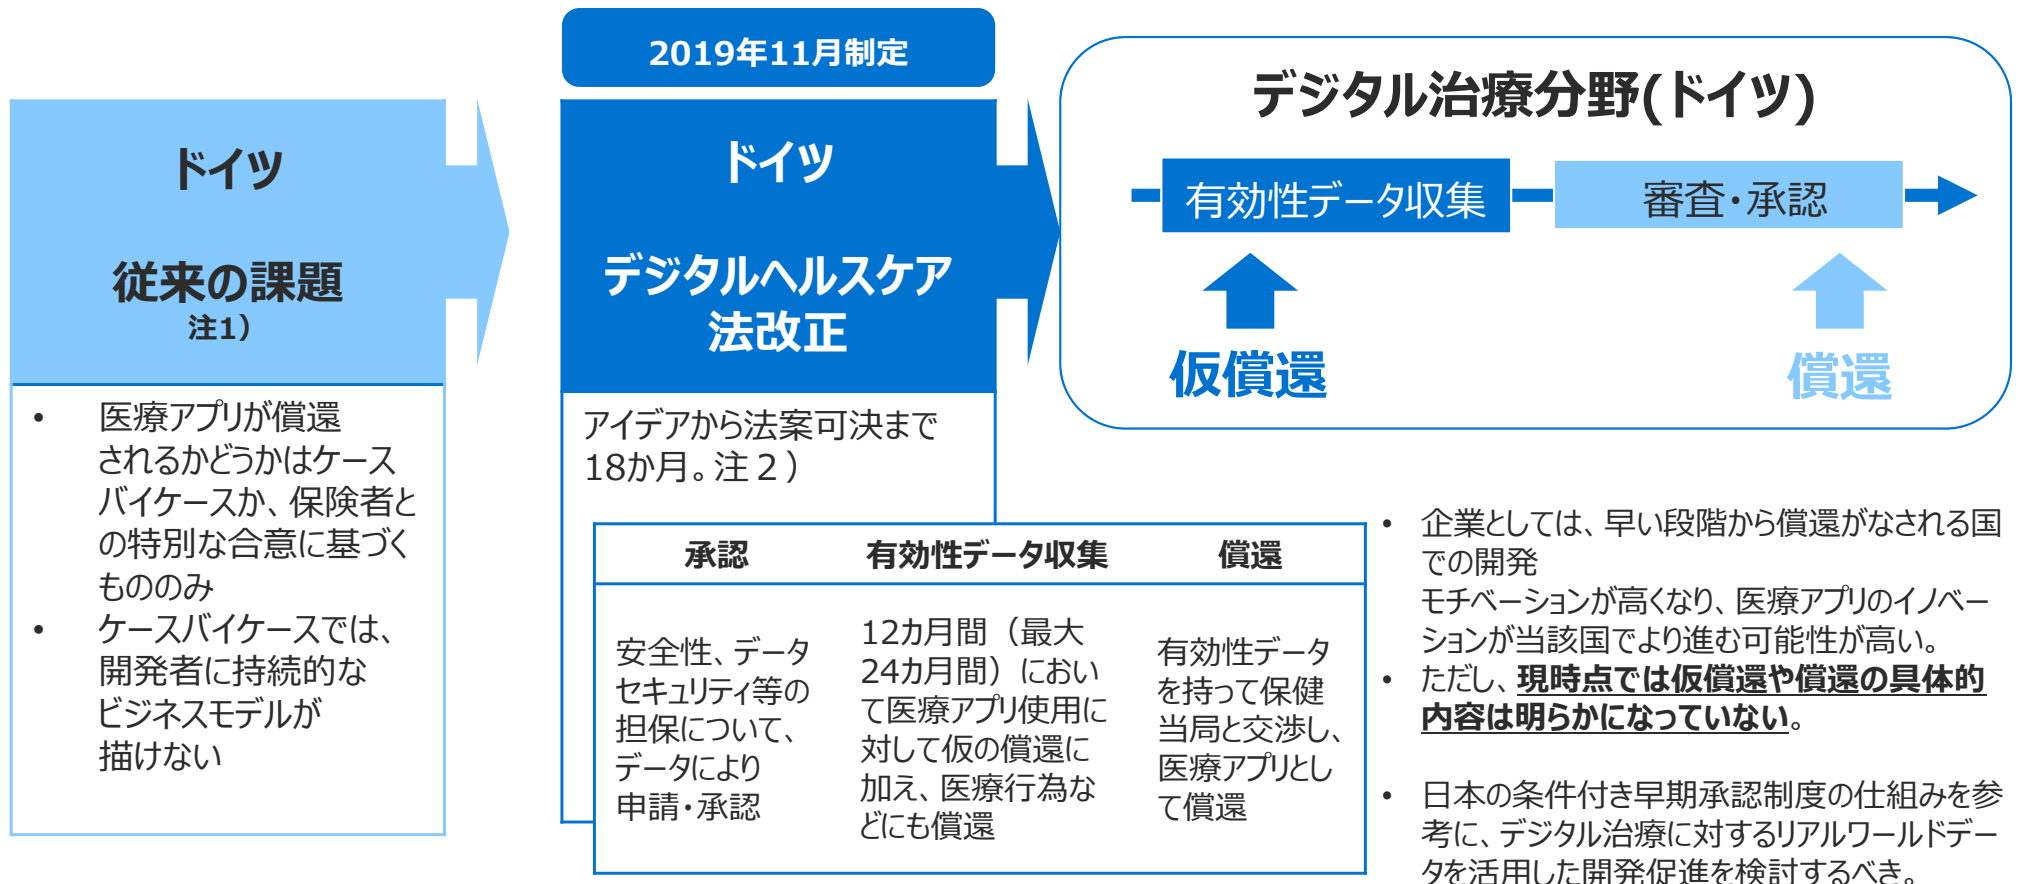 2019年11月制定
ドイツ
従来の課題
注1）
• 医療アプリが償還
されるかどうかはケース
バイケースか、保険者と
の特別な合意に基づく
もののみ
• ケースバイケースでは、
開発者に持続的な
ビジネスモデルが
描けない
ドイツ
デジタルヘルスケア
法改正
アイデアから法案可決まで
18か月。注２）
承認 有効性データ収集 償還
安全性、データ
セキュリティ等の
担保について、
データにより
申請・承認
12カ月間（最大
24カ月間）におい
て医療アプリ使用に
対して仮の償還に
加え、医療行為な
どにも償還
有効性データ
を持って保健
当局と交渉し、
医療アプリとし
て償還
デジタル治療分野(ドイツ)
有効性データ収集 審査・承認
仮償還 償還
• 企業としては、早い段階から償還がなされる国
での開発
モチベーションが高くなり、医療アプリのイノベー
ションが当該国でより進む可能性が高い。
• ただし、現時点では仮償還や償還の具体的
内容は明らかになっていない。
• 日本の条件付き早期承認制度の仕組みを参
考に、デジタル治療に対するリアルワールドデー
タを活用した開発促進を検討するべき。